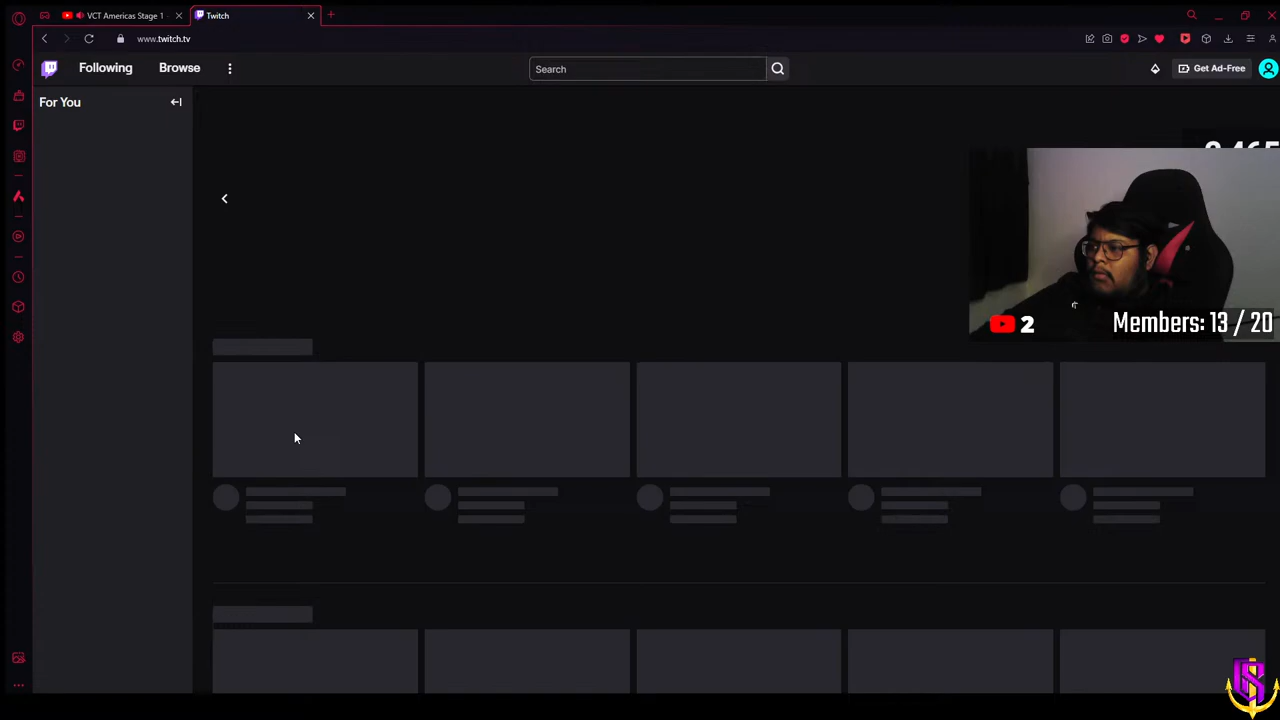 VCT Americas Stage 1
Twitch
www.twitch.tv
Following
Browse
Search
Get Ad-Free
For You
2
Members: 13 / 20